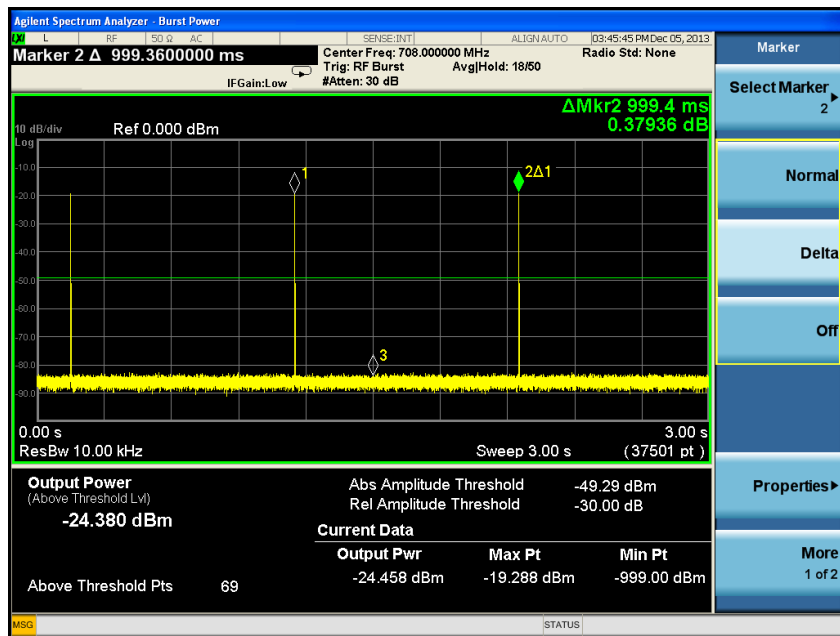 Agilent Spectrum Analyzer - Burst Power
LXI L RF 50 Ω AC SENSE:INT ALIGN AUTO 03:45:45 PM Dec 05, 2013
Marker 2 Δ 999.3600000 ms
Center Freq: 708.000000 MHz
Radio Std: None
Trig: RF Burst Avg|Hold: 18/50
IFGain:Low #Atten: 30 dB
ΔMkr2 999.4 ms
0.37936 dB
10 dB/div Ref 0.000 dBm
Log
-10.0
-20.0
-30.0
-40.0
-50.0
-60.0
-70.0
-80.0
-90.0
1
2Δ1
3
0.00 s 3.00 s
ResBw 10.00 kHz Sweep 3.00 s (37501 pt)
Output Power
(Above Threshold Lvl)
-24.380 dBm
Above Threshold Pts 69
Abs Amplitude Threshold -49.29 dBm
Rel Amplitude Threshold -30.00 dB
Current Data
Output Pwr Max Pt Min Pt
-24.458 dBm -19.288 dBm -999.00 dBm
Marker
Select Marker
2
Normal
Delta
Off
Properties
More
1 of 2
MSG STATUS